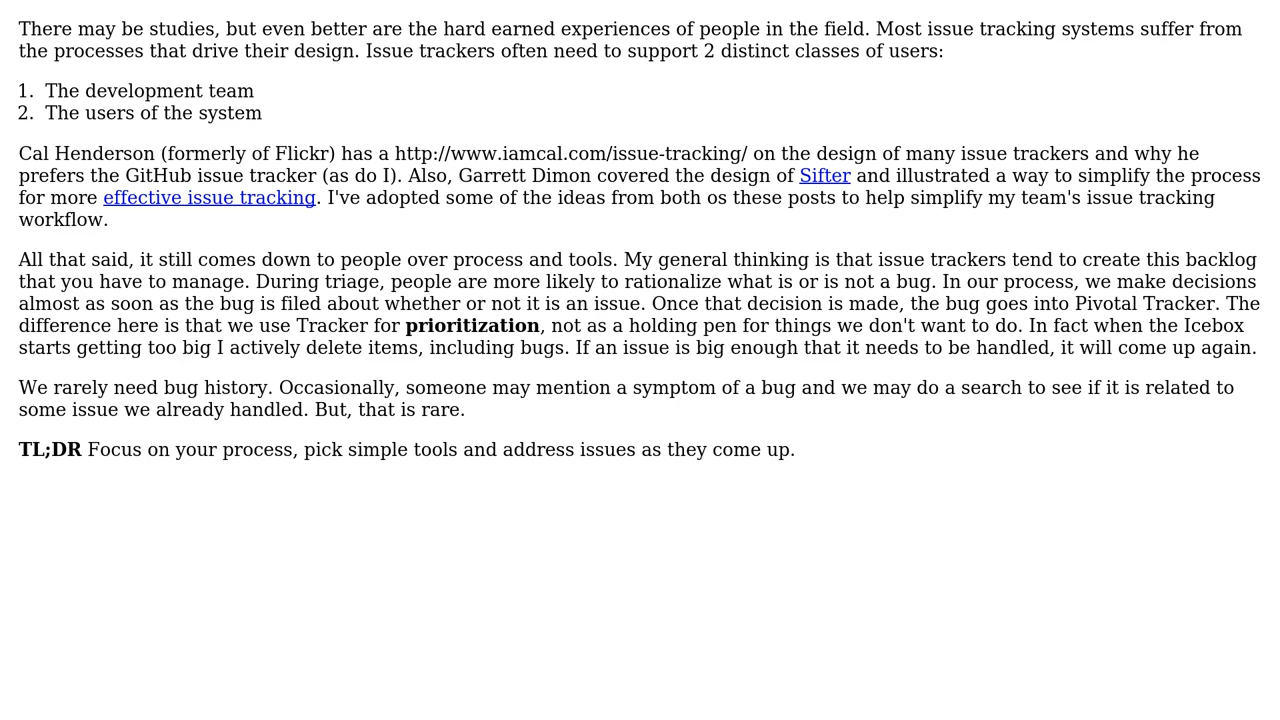 There may be studies, but even better are the hard earned experiences of people in the field. Most issue tracking systems suffer from
the processes that drive their design. Issue trackers often need to support 2 distinct classes of users:
1. The development team
2. The users of the system
Cal Henderson (formerly of Flickr) has a http://www.iamcal.com/issue-tracking/ on the design of many issue trackers and why he
prefers the GitHub issue tracker (as do I). Also, Garrett Dimon covered the design of Sifter and illustrated a way to simplify the process
for more effective issue tracking. I've adopted some of the ideas from both os these posts to help simplify my team's issue tracking
workflow.
All that said, it still comes down to people over process and tools. My general thinking is that issue trackers tend to create this backlog
that you have to manage. During triage, people are more likely to rationalize what is or is not a bug. In our process, we make decisions
almost as soon as the bug is filed about whether or not it is an issue. Once that decision is made, the bug goes into Pivotal Tracker. The
difference here is that we use Tracker for prioritization, not as a holding pen for things we don't want to do. In fact when the Icebox
starts getting too big I actively delete items, including bugs. If an issue is big enough that it needs to be handled, it will come up again.
We rarely need bug history. Occasionally, someone may mention a symptom of a bug and we may do a search to see if it is related to
some issue we already handled. But, that is rare.
TL;DR Focus on your process, pick simple tools and address issues as they come up.